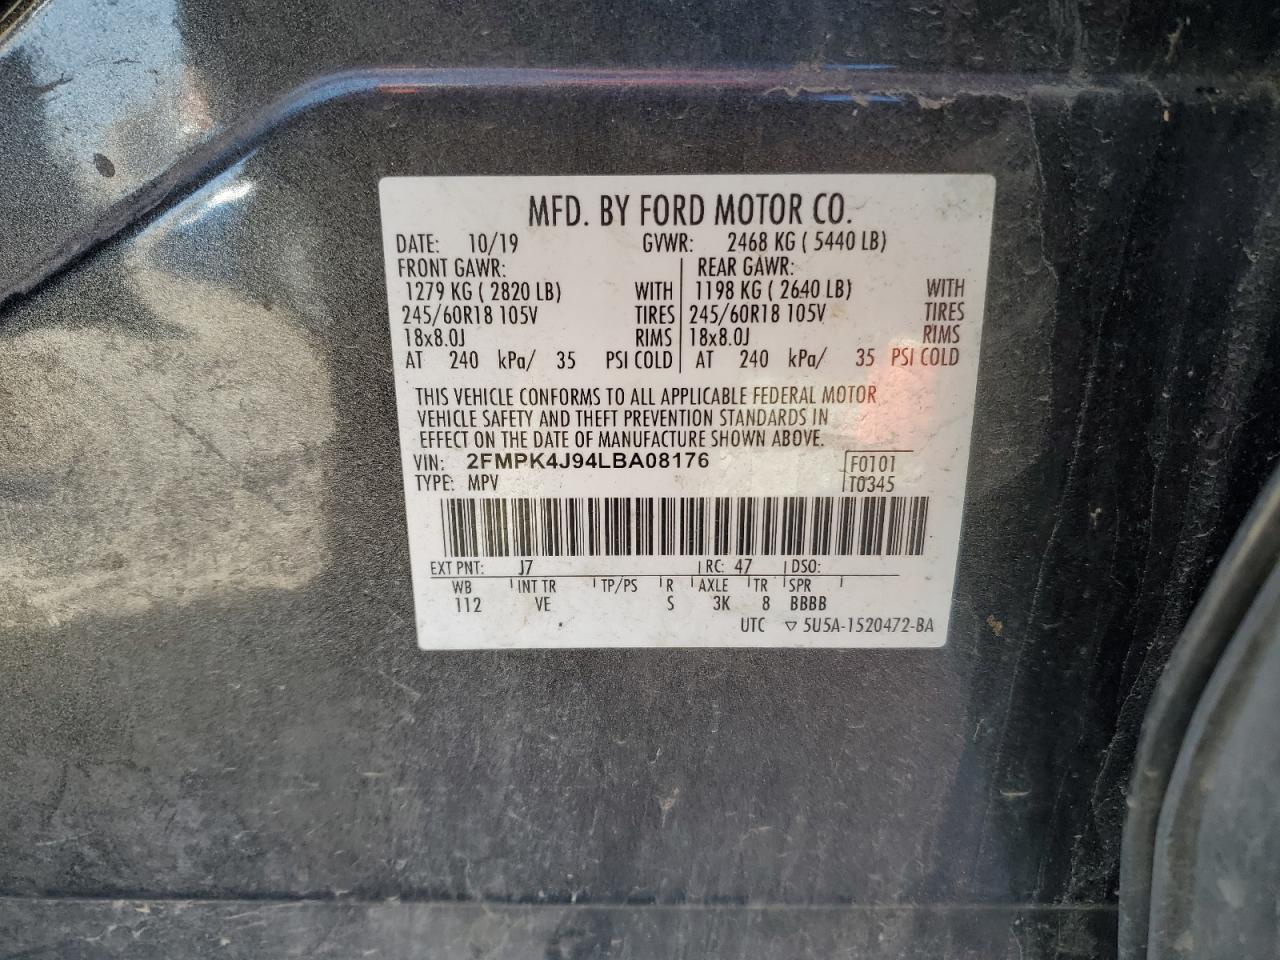 MFD. BY FORD MOTOR CO.
DATE: 10/19 GVWR: 2468 KG ( 5440 LB)
FRONT GAWR: REAR GAWR:
1279 KG ( 2820 LB) WITH 1198 KG ( 2640 LB) WITH
245/60R18 105V TIRES 245/60R18 105V TIRES
18x8.0J RIMS 18x8.0J RIMS
AT 240 kPa/ 35 PSI COLD AT 240 kPa/ 35 PSI COLD
THIS VEHICLE CONFORMS TO ALL APPLICABLE FEDERAL MOTOR
VEHICLE SAFETY AND THEFT PREVENTION STANDARDS IN
EFFECT ON THE DATE OF MANUFACTURE SHOWN ABOVE.
VIN: 2FMPK4J94LBA08176 F0101
TYPE: MPV T0345
EXT PNT: J7 RC: 47 DSO:
WB INT TR TP/PS R AXLE TR SPR
112 VE S 3K 8 BBBB
UTC ▽ 5U5A-1520472-BA